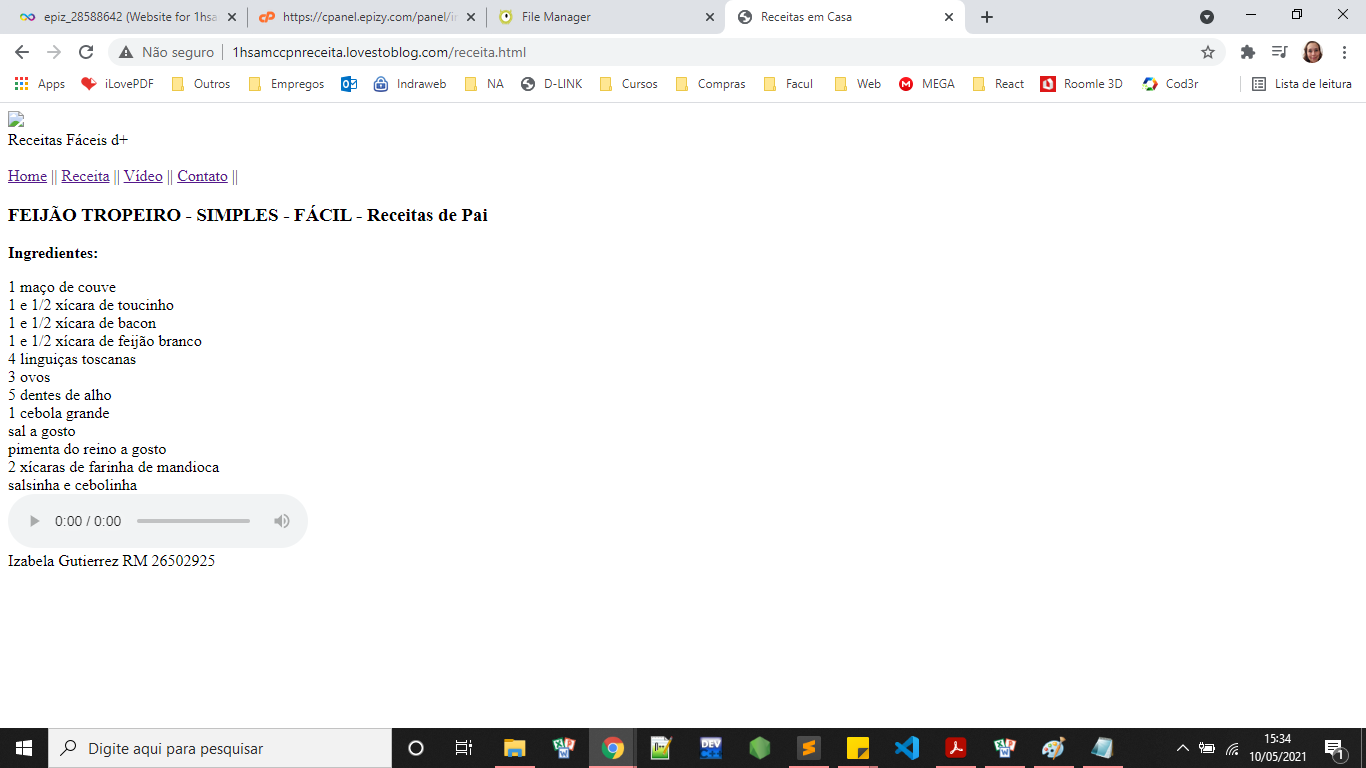 epiz_28588642 (Website for 1hsa
https://cpanel.epizy.com/panel/in
File Manager
Receitas em Casa
Não seguro
1hsamccpnreceita.lovestoblog.com/receita.html
Apps
iLovePDF
Outros
Empregos
Indraweb
NA
D-LINK
Cursos
Compras
Facul
Web
MEGA
React
Roomle 3D
Cod3r
Lista de leitura
Receitas Fáceis d+
Home || Receita || Vídeo || Contato ||
FEIJÃO TROPEIRO - SIMPLES - FÁCIL - Receitas de Pai
Ingredientes:
1 maço de couve
1 e 1/2 xícara de toucinho
1 e 1/2 xícara de bacon
1 e 1/2 xícara de feijão branco
4 linguiças toscanas
3 ovos
5 dentes de alho
1 cebola grande
sal a gosto
pimenta do reino a gosto
2 xícaras de farinha de mandioca
salsinha e cebolinha
0:00 / 0:00
Izabela Gutierrez RM 26502925
Digite aqui para pesquisar
DEV
15:34
10/05/2021
1